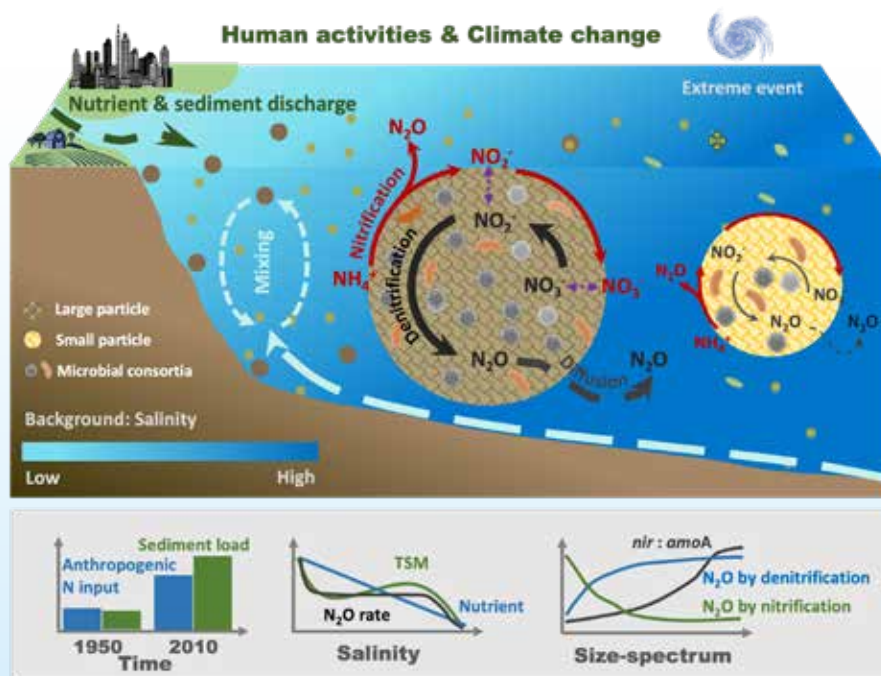 Human activities & Climate change
Nutrient & sediment discharge
Extreme event
N₂O
NO₂⁻
Nitrification
NO₂⁻
NH₄⁺
Denitrification
NO₃⁻
NO₃⁻
N₂O
Diffusion
N₂O
Mixing
NO₂⁻
N₂O
NO₃⁻
N₂O
N₂O
NH₄⁺
Large particle
Small particle
Microbial consortia
Background: Salinity
Low
High
Sediment load
Anthropogenic
N input
1950
2010
Time
TSM
N₂O rate
Nutrient
Salinity
nir : amoA
N₂O by denitrification
N₂O by nitrification
Size-spectrum